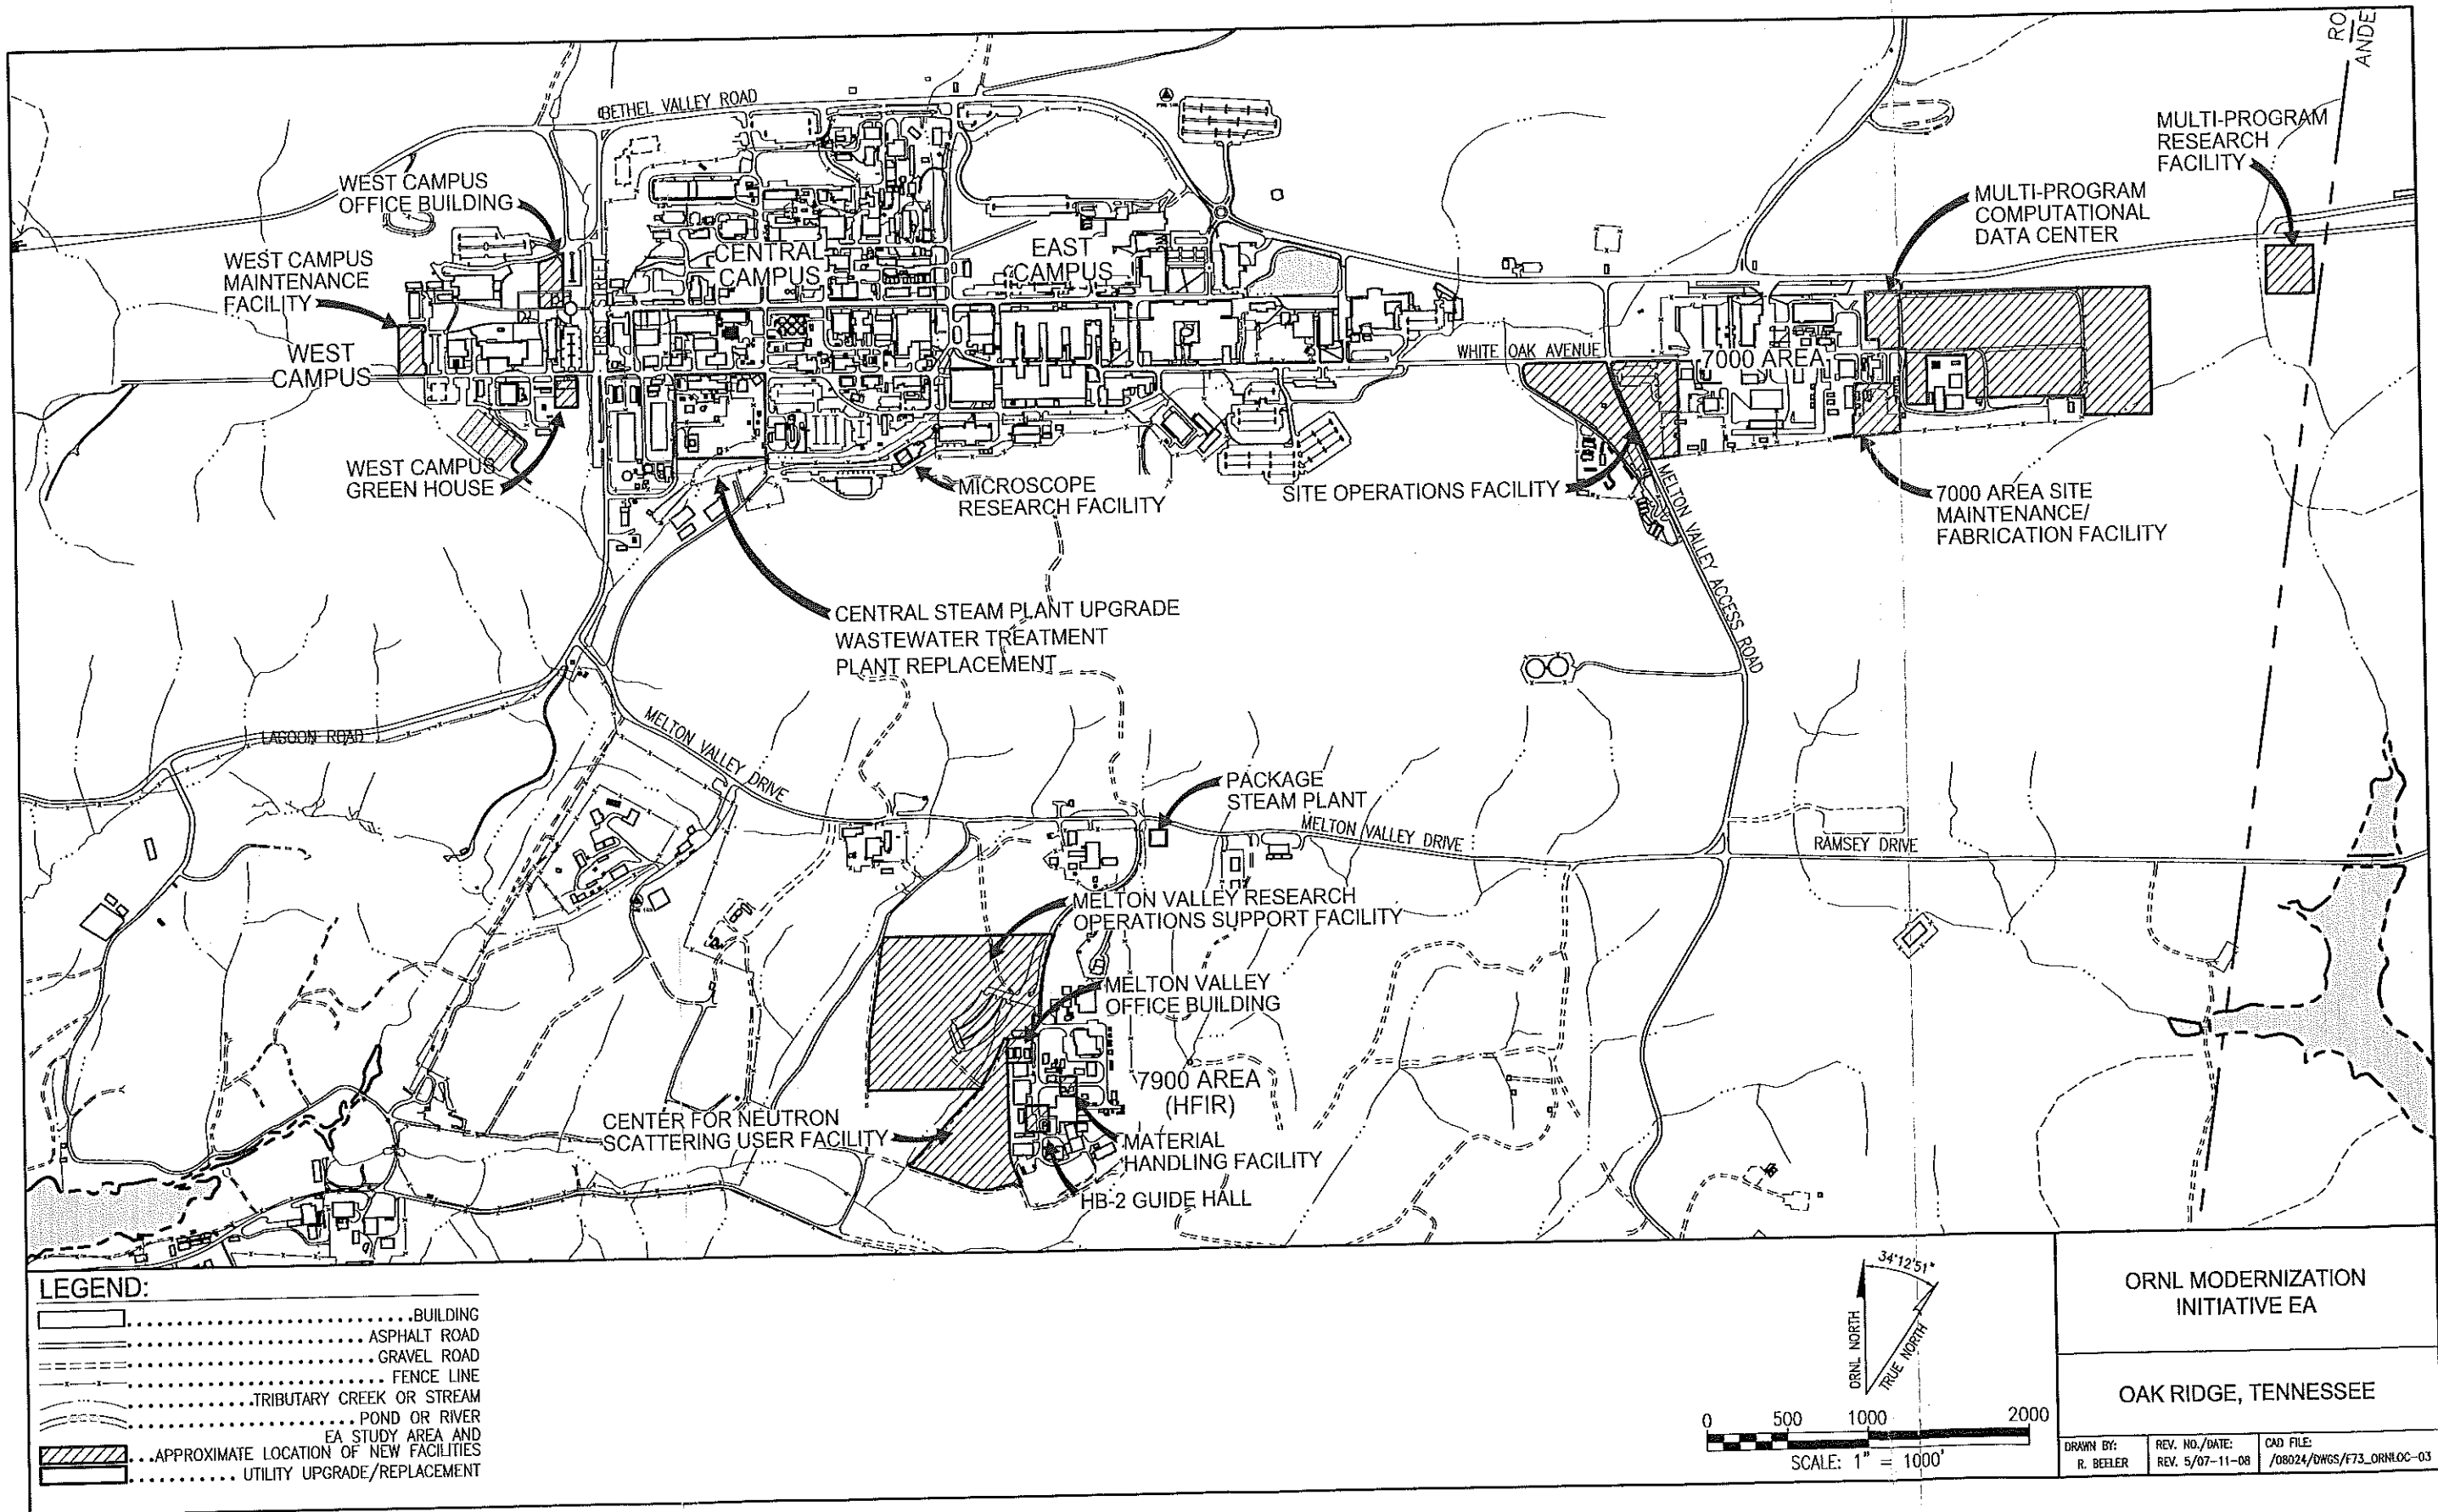 RO
ANDE
BETHEL VALLEY ROAD
MULTI-PROGRAM
RESEARCH
FACILITY
WEST CAMPUS
OFFICE BUILDING
MULTI-PROGRAM
COMPUTATIONAL
DATA CENTER
WEST CAMPUS
MAINTENANCE
FACILITY
CENTRAL
CAMPUS
EAST
CAMPUS
FIRST STREET
WEST
CAMPUS
WHITE OAK AVENUE
7000 AREA
WEST CAMPUS
GREEN HOUSE
MICROSCOPE
RESEARCH FACILITY
SITE OPERATIONS FACILITY
7000 AREA SITE
MAINTENANCE/
FABRICATION FACILITY
MELTON VALLEY ACCESS ROAD
CENTRAL STEAM PLANT UPGRADE
WASTEWATER TREATMENT
PLANT REPLACEMENT
LAGOON ROAD
MELTON VALLEY DRIVE
PACKAGE
STEAM PLANT
MELTON VALLEY DRIVE
RAMSEY DRIVE
MELTON VALLEY RESEARCH
OPERATIONS SUPPORT FACILITY
MELTON VALLEY
OFFICE BUILDING
7900 AREA
(HFIR)
CENTER FOR NEUTRON
SCATTERING USER FACILITY
MATERIAL
HANDLING FACILITY
HB-2 GUIDE HALL
LEGEND:
BUILDING
ASPHALT ROAD
GRAVEL ROAD
FENCE LINE
TRIBUTARY CREEK OR STREAM
POND OR RIVER
EA STUDY AREA AND
APPROXIMATE LOCATION OF NEW FACILITIES
UTILITY UPGRADE/REPLACEMENT
34°12'51"
ORNL NORTH
TRUE NORTH
0 500 1000 2000
SCALE: 1" = 1000'
ORNL MODERNIZATION
INITIATIVE EA
OAK RIDGE, TENNESSEE
DRAWN BY:
R. BEELER
REV. NO./DATE:
REV. 5/07-11-08
CAD FILE:
/08024/DWGS/F73_ORNLOC-03